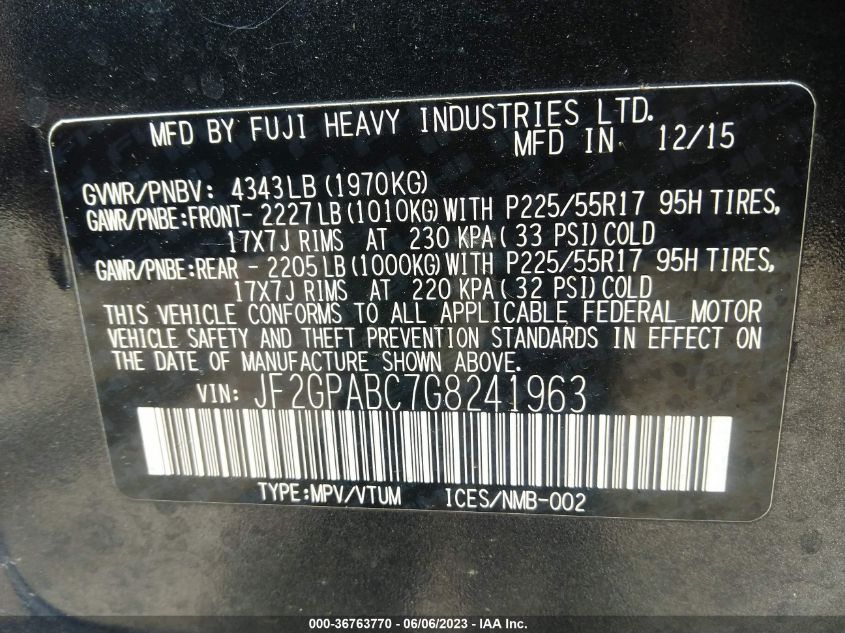 MFD BY FUJI HEAVY INDUSTRIES LTD.
MFD IN 12/15
GVWR/PNBV: 4343LB (1970KG)
GAWR/PNBE:FRONT- 2227LB (1010KG) WITH P225/55R17 95H TIRES,
17X7J RIMS AT 230 KPA( 33 PSI) COLD
GAWR/PNBE:REAR - 2205LB (1000KG) WITH P225/55R17 95H TIRES,
17X7J RIMS AT 220 KPA( 32 PSI) COLD
THIS VEHICLE CONFORMS TO ALL APPLICABLE FEDERAL MOTOR
VEHICLE SAFETY AND THEFT PREVENTION STANDARDS IN EFFECT ON
THE DATE OF MANUFACTURE SHOWN ABOVE.
VIN: JF2GPABC7G8241963
TYPE:MPV/VTUM ICES/NMB-002
000-36763770 - 06/06/2023 - IAA Inc.